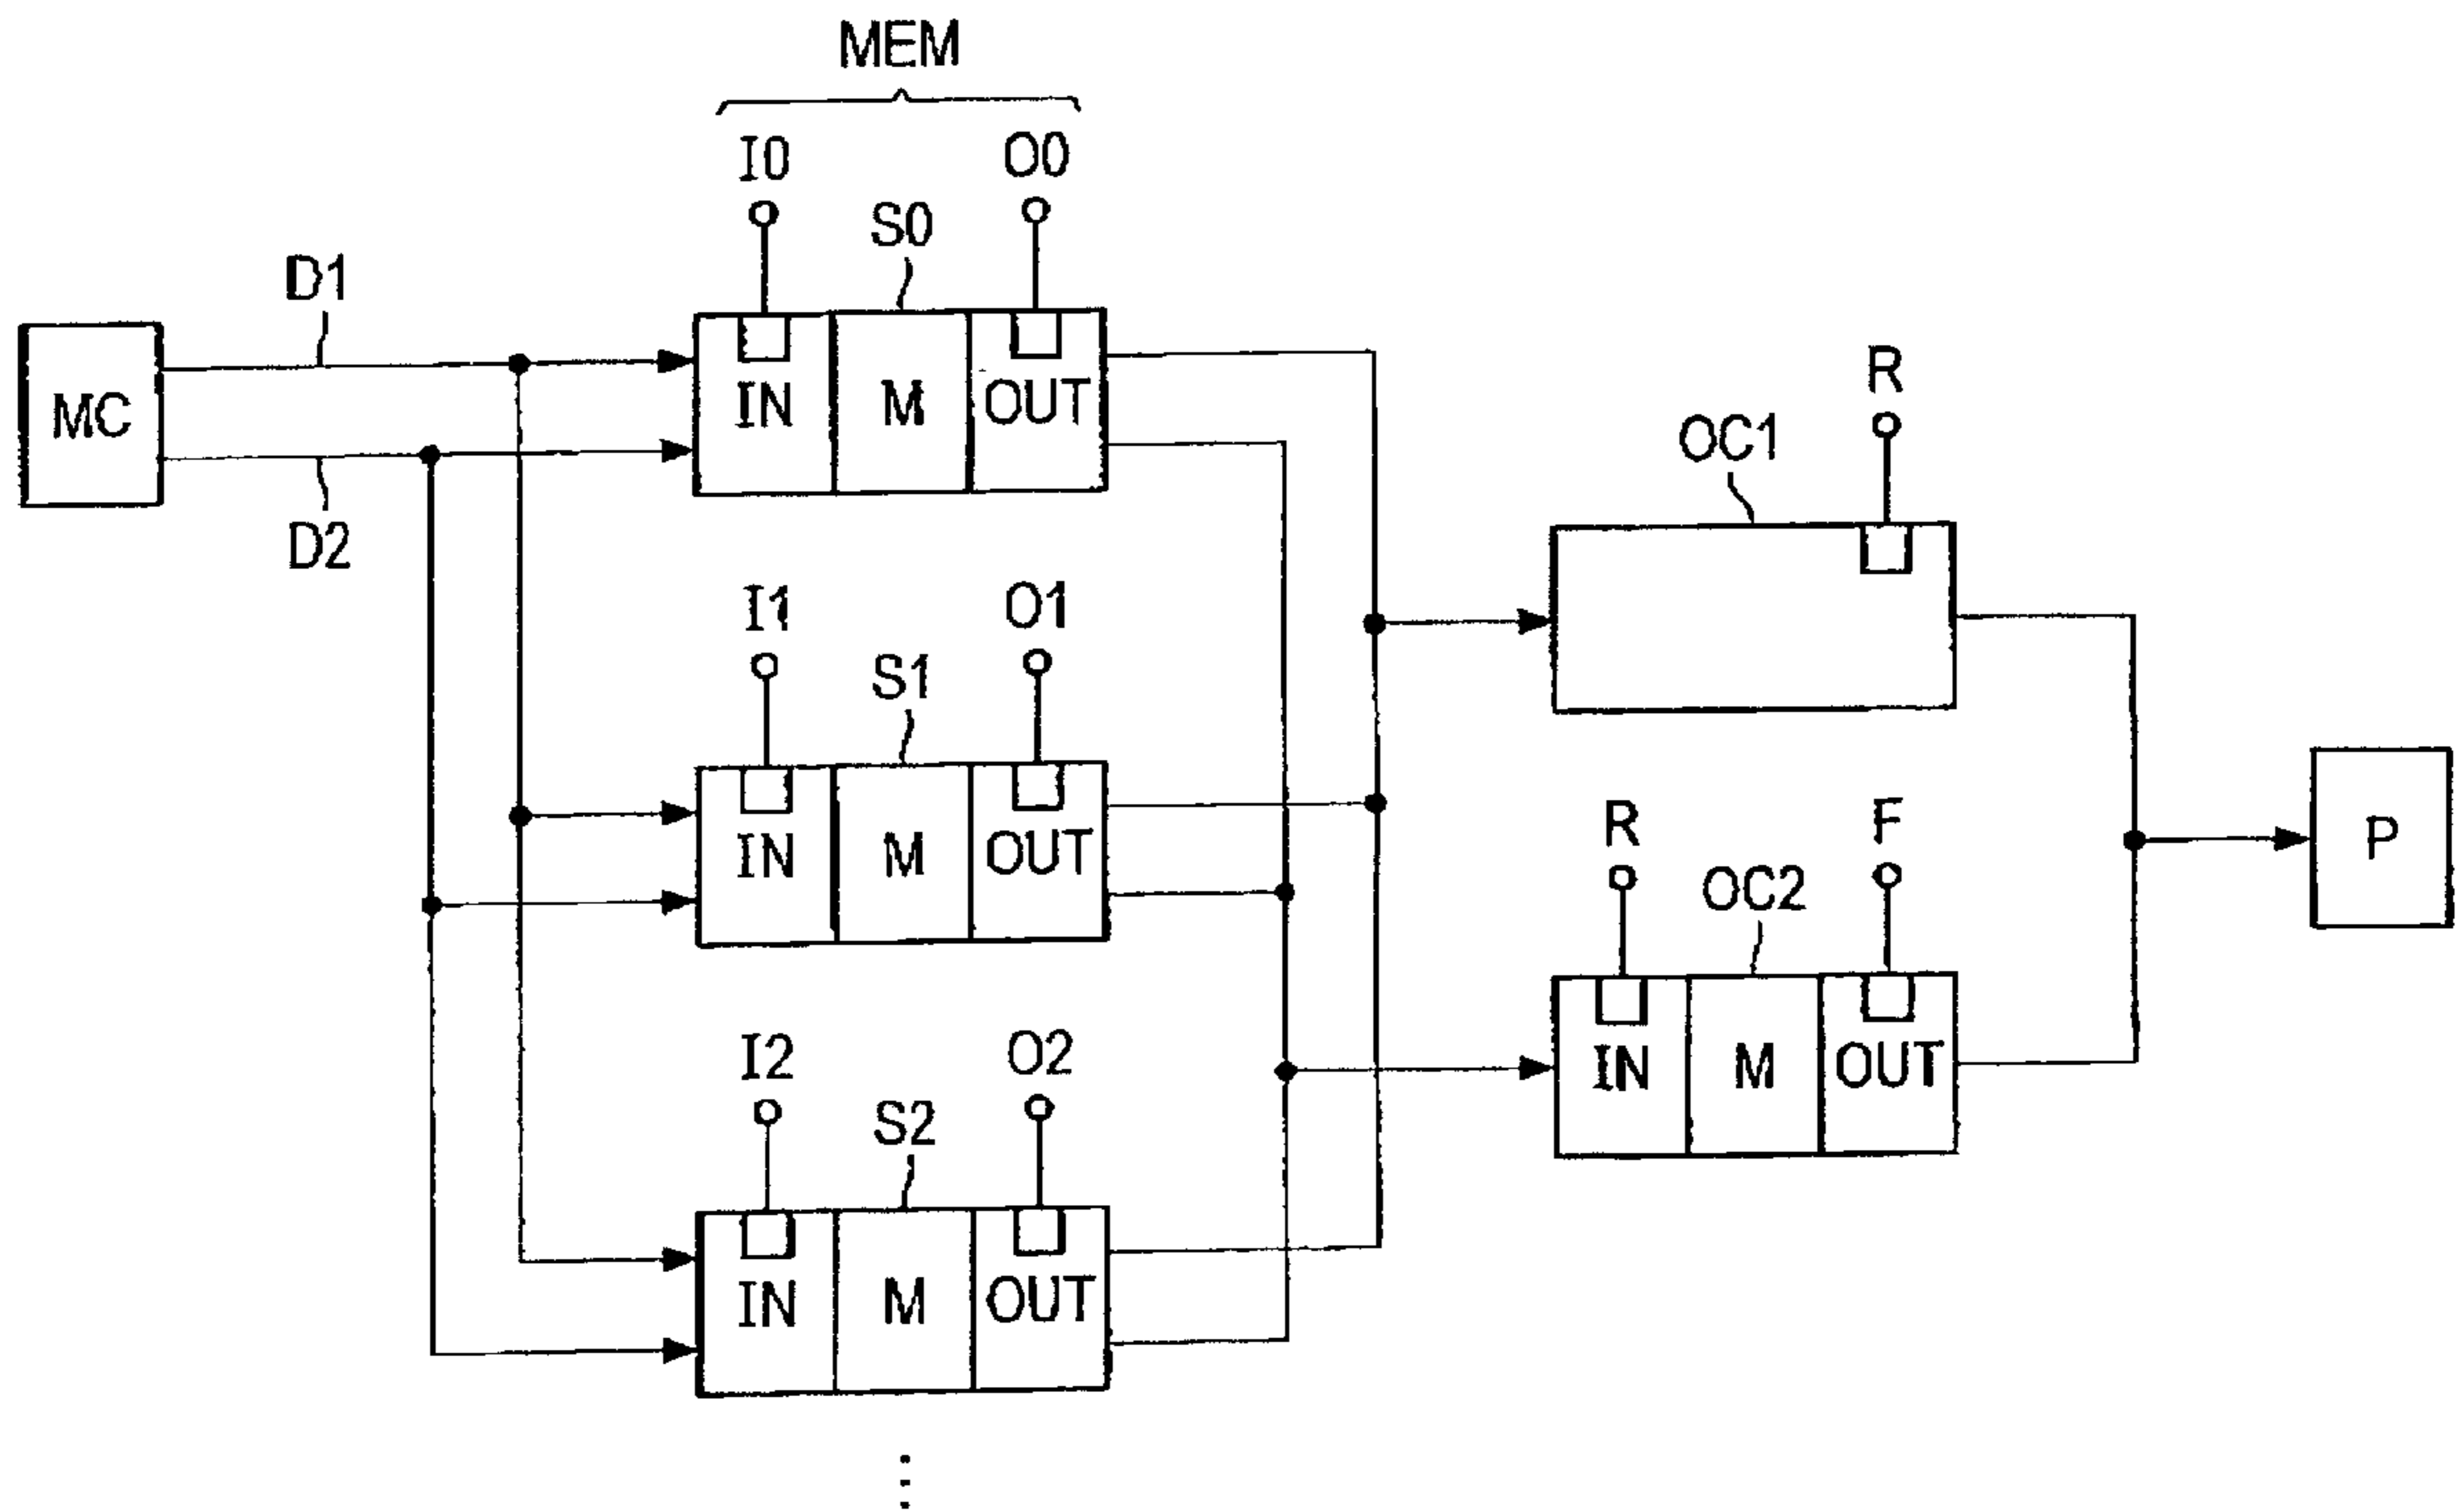 MEM
I0
O0
S0
D1
MC
IN
M
OUT
D2
R
OC1
I1
O1
S1
IN
M
OUT
P
R
F
OC2
IN
M
OUT
I2
O2
S2
IN
M
OUT
⋮